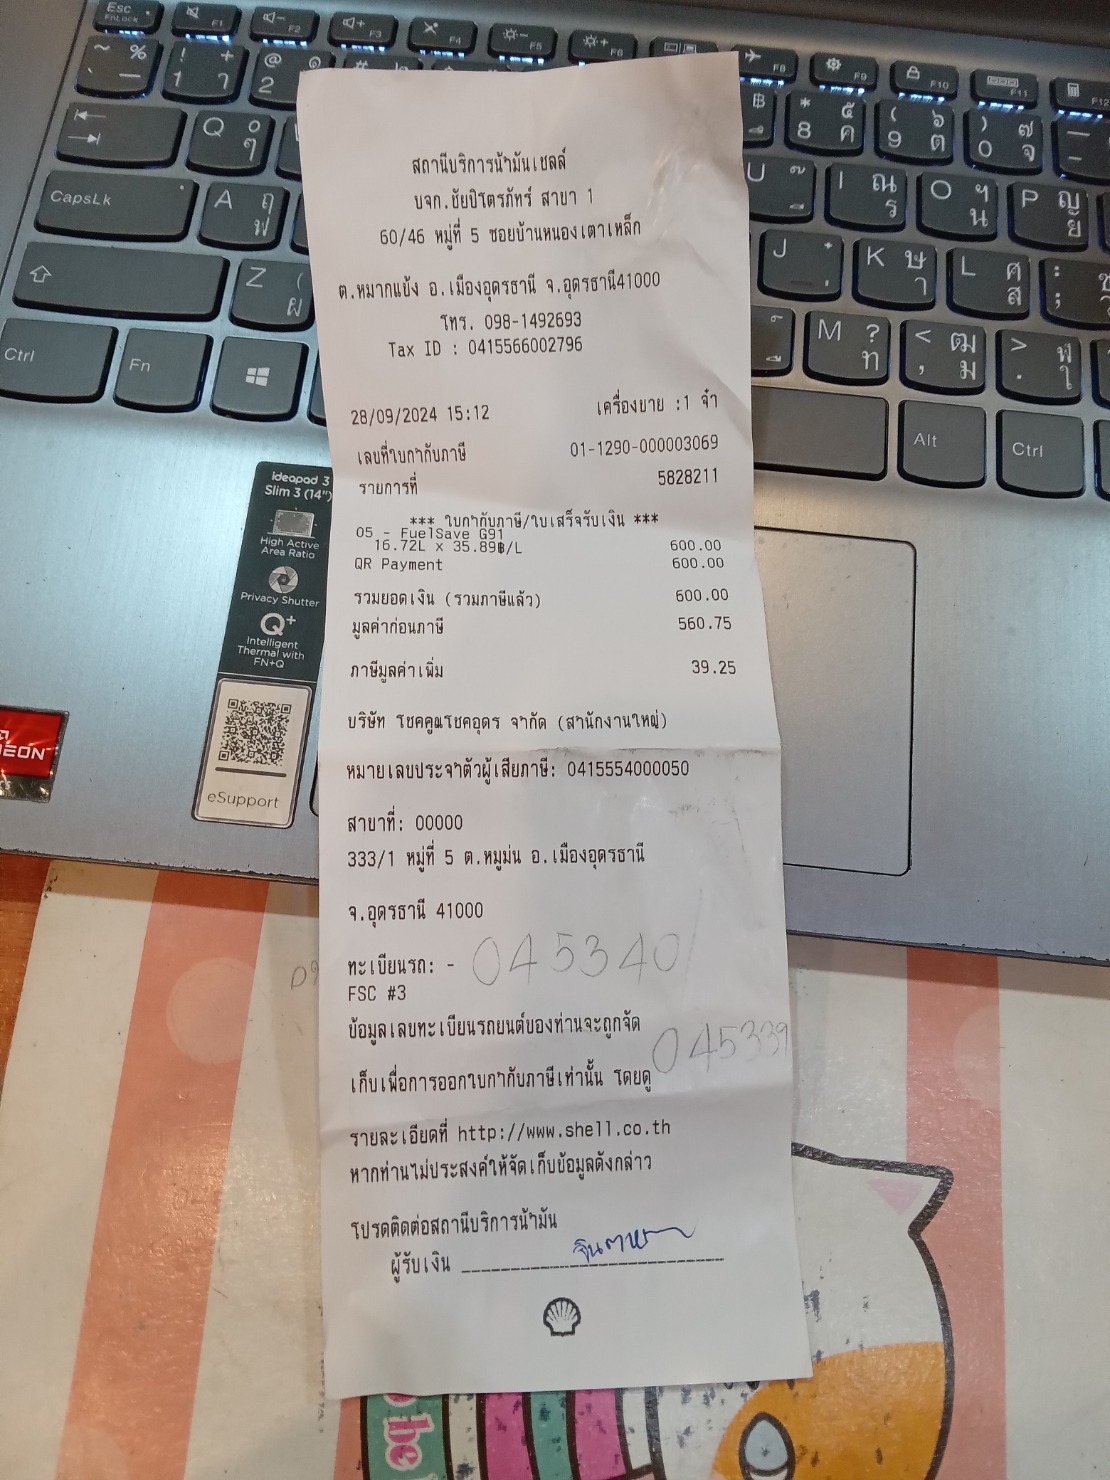 สถานีบริการน้ำมันเชลล์
บจก.ชัยปิโตรภัทร์ สาขา 1
60/46 หมู่ที่ 5 ซอยบ้านหนองเตาเหล็ก
ต.หมากแข้ง อ.เมืองอุดรธานี จ.อุดรธานี41000
โทร. 098-1492693
Tax ID : 0415566002796
28/09/2024 15:12 เครื่องขาย :1 จ๋า
เลขที่ใบกำกับภาษี 01-1290-000003069
รายการที่ 5828211
*** ใบกำกับภาษี/ใบเสร็จรับเงิน ***
05 - FuelSave G91
16.72L x 35.89฿/L 600.00
QR Payment 600.00
รวมยอดเงิน (รวมภาษีแล้ว) 600.00
มูลค่าก่อนภาษี 560.75
ภาษีมูลค่าเพิ่ม 39.25
บริษัท โชคคูณโชคอุดร จำกัด (สำนักงานใหญ่)
หมายเลขประจำตัวผู้เสียภาษี: 0415554000050
สาขาที่: 00000
333/1 หมู่ที่ 5 ต.หมูม่น อ.เมืองอุดรธานี
จ.อุดรธานี 41000
ทะเบียนรถ: - 045340
FSC #3
ข้อมูลเลขทะเบียนรถยนต์ของท่านจะถูกจัด
045339
เก็บเพื่อการออกใบกำกับภาษีเท่านั้น โดยดู
รายละเอียดที่ http://www.shell.co.th
หากท่านไม่ประสงค์ให้จัดเก็บข้อมูลดังกล่าว
โปรดติดต่อสถานีบริการน้ำมัน
ผู้รับเงิน
ideapad 3
Slim 3 (14")
High Active
Area Ratio
Privacy Shutter
Q+
Intelligent
Thermal with
FN+Q
eSupport
Esc
FnLock
F1
F2
F3
F4
F5
F6
F8
F9
F10
F11
F12
CapsLk
Ctrl
Fn
Alt
Ctrl
to be